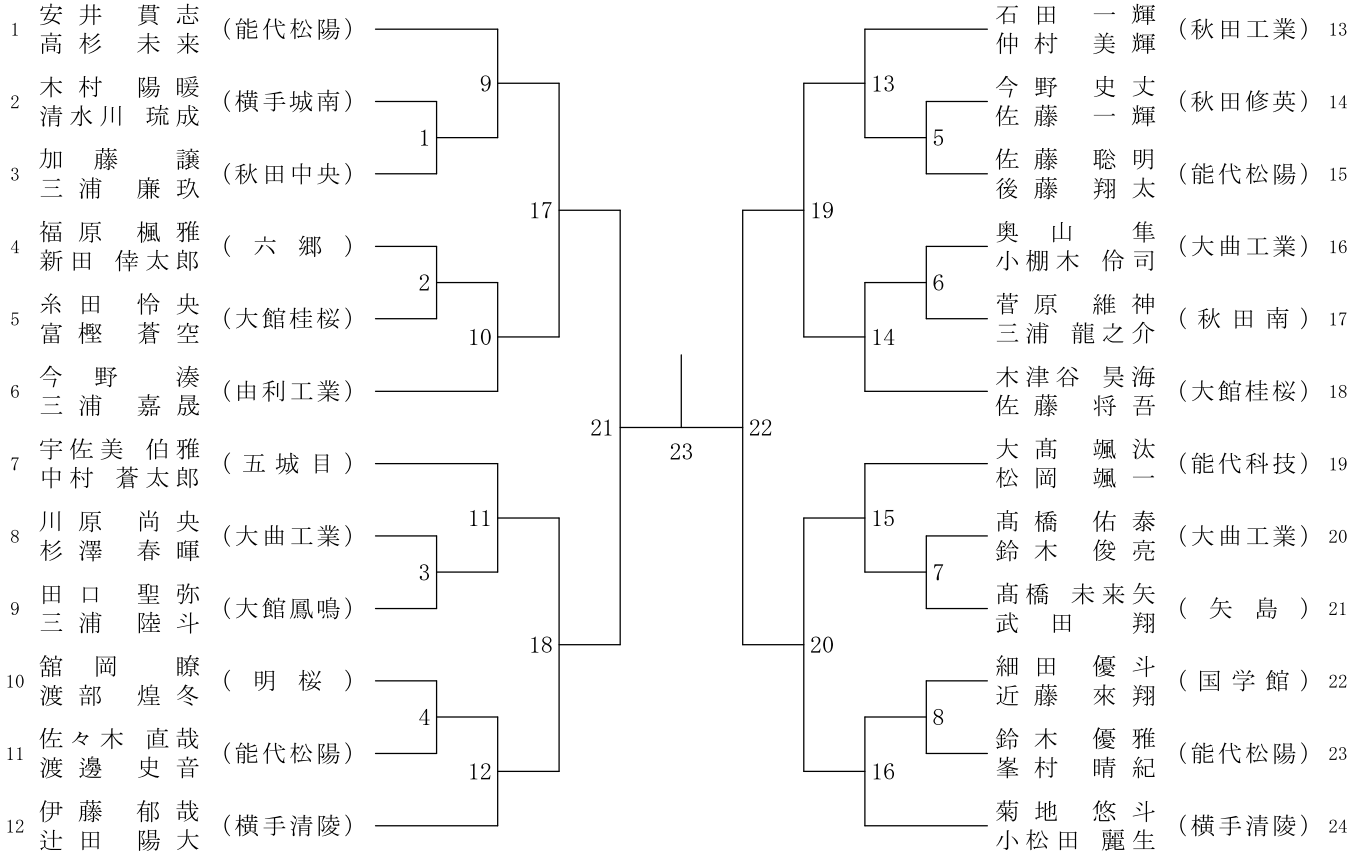 1 安井 貫志 (能代松陽)
高杉 未来
2 木村 陽暖 (横手城南)
清水川 琉成
3 加藤 譲 (秋田中央)
三浦 廉玖
4 福原 楓雅 (六郷)
新田 倖太郎
5 糸田 怜央 (大館桂桜)
富樫 蒼空
6 今野 湊 (由利工業)
三浦 嘉晟
7 宇佐美 伯雅 (五城目)
中村 蒼太郎
8 川原 尚央 (大曲工業)
杉澤 春暉
9 田口 聖弥 (大館鳳鳴)
三浦 陸斗
10 舘岡 瞭 (明桜)
渡部 煌冬
11 佐々木 直哉 (能代松陽)
渡邊 史音
12 伊藤 郁哉 (横手清陵)
辻田 陽大
9
1
17
2
10
21
11
3
18
4
12
23
22
13
5
19
6
14
15
7
20
8
16
石田 一輝 (秋田工業) 13
仲村 美輝
今野 史丈 (秋田修英) 14
佐藤 一輝
佐藤 聡明 (能代松陽) 15
後藤 翔太
奥山 隼 (大曲工業) 16
小棚木 伶司
菅原 維神 (秋田南) 17
三浦 龍之介
木津谷 昊海 (大館桂桜) 18
佐藤 将吾
大髙 颯汰 (能代科技) 19
松岡 颯一
髙橋 佑泰 (大曲工業) 20
鈴木 俊亮
髙橋 未来矢 (矢島) 21
武田 翔
細田 優斗 (国学館) 22
近藤 來翔
鈴木 優雅 (能代松陽) 23
峯村 晴紀
菊地 悠斗 (横手清陵) 24
小松田 麗生